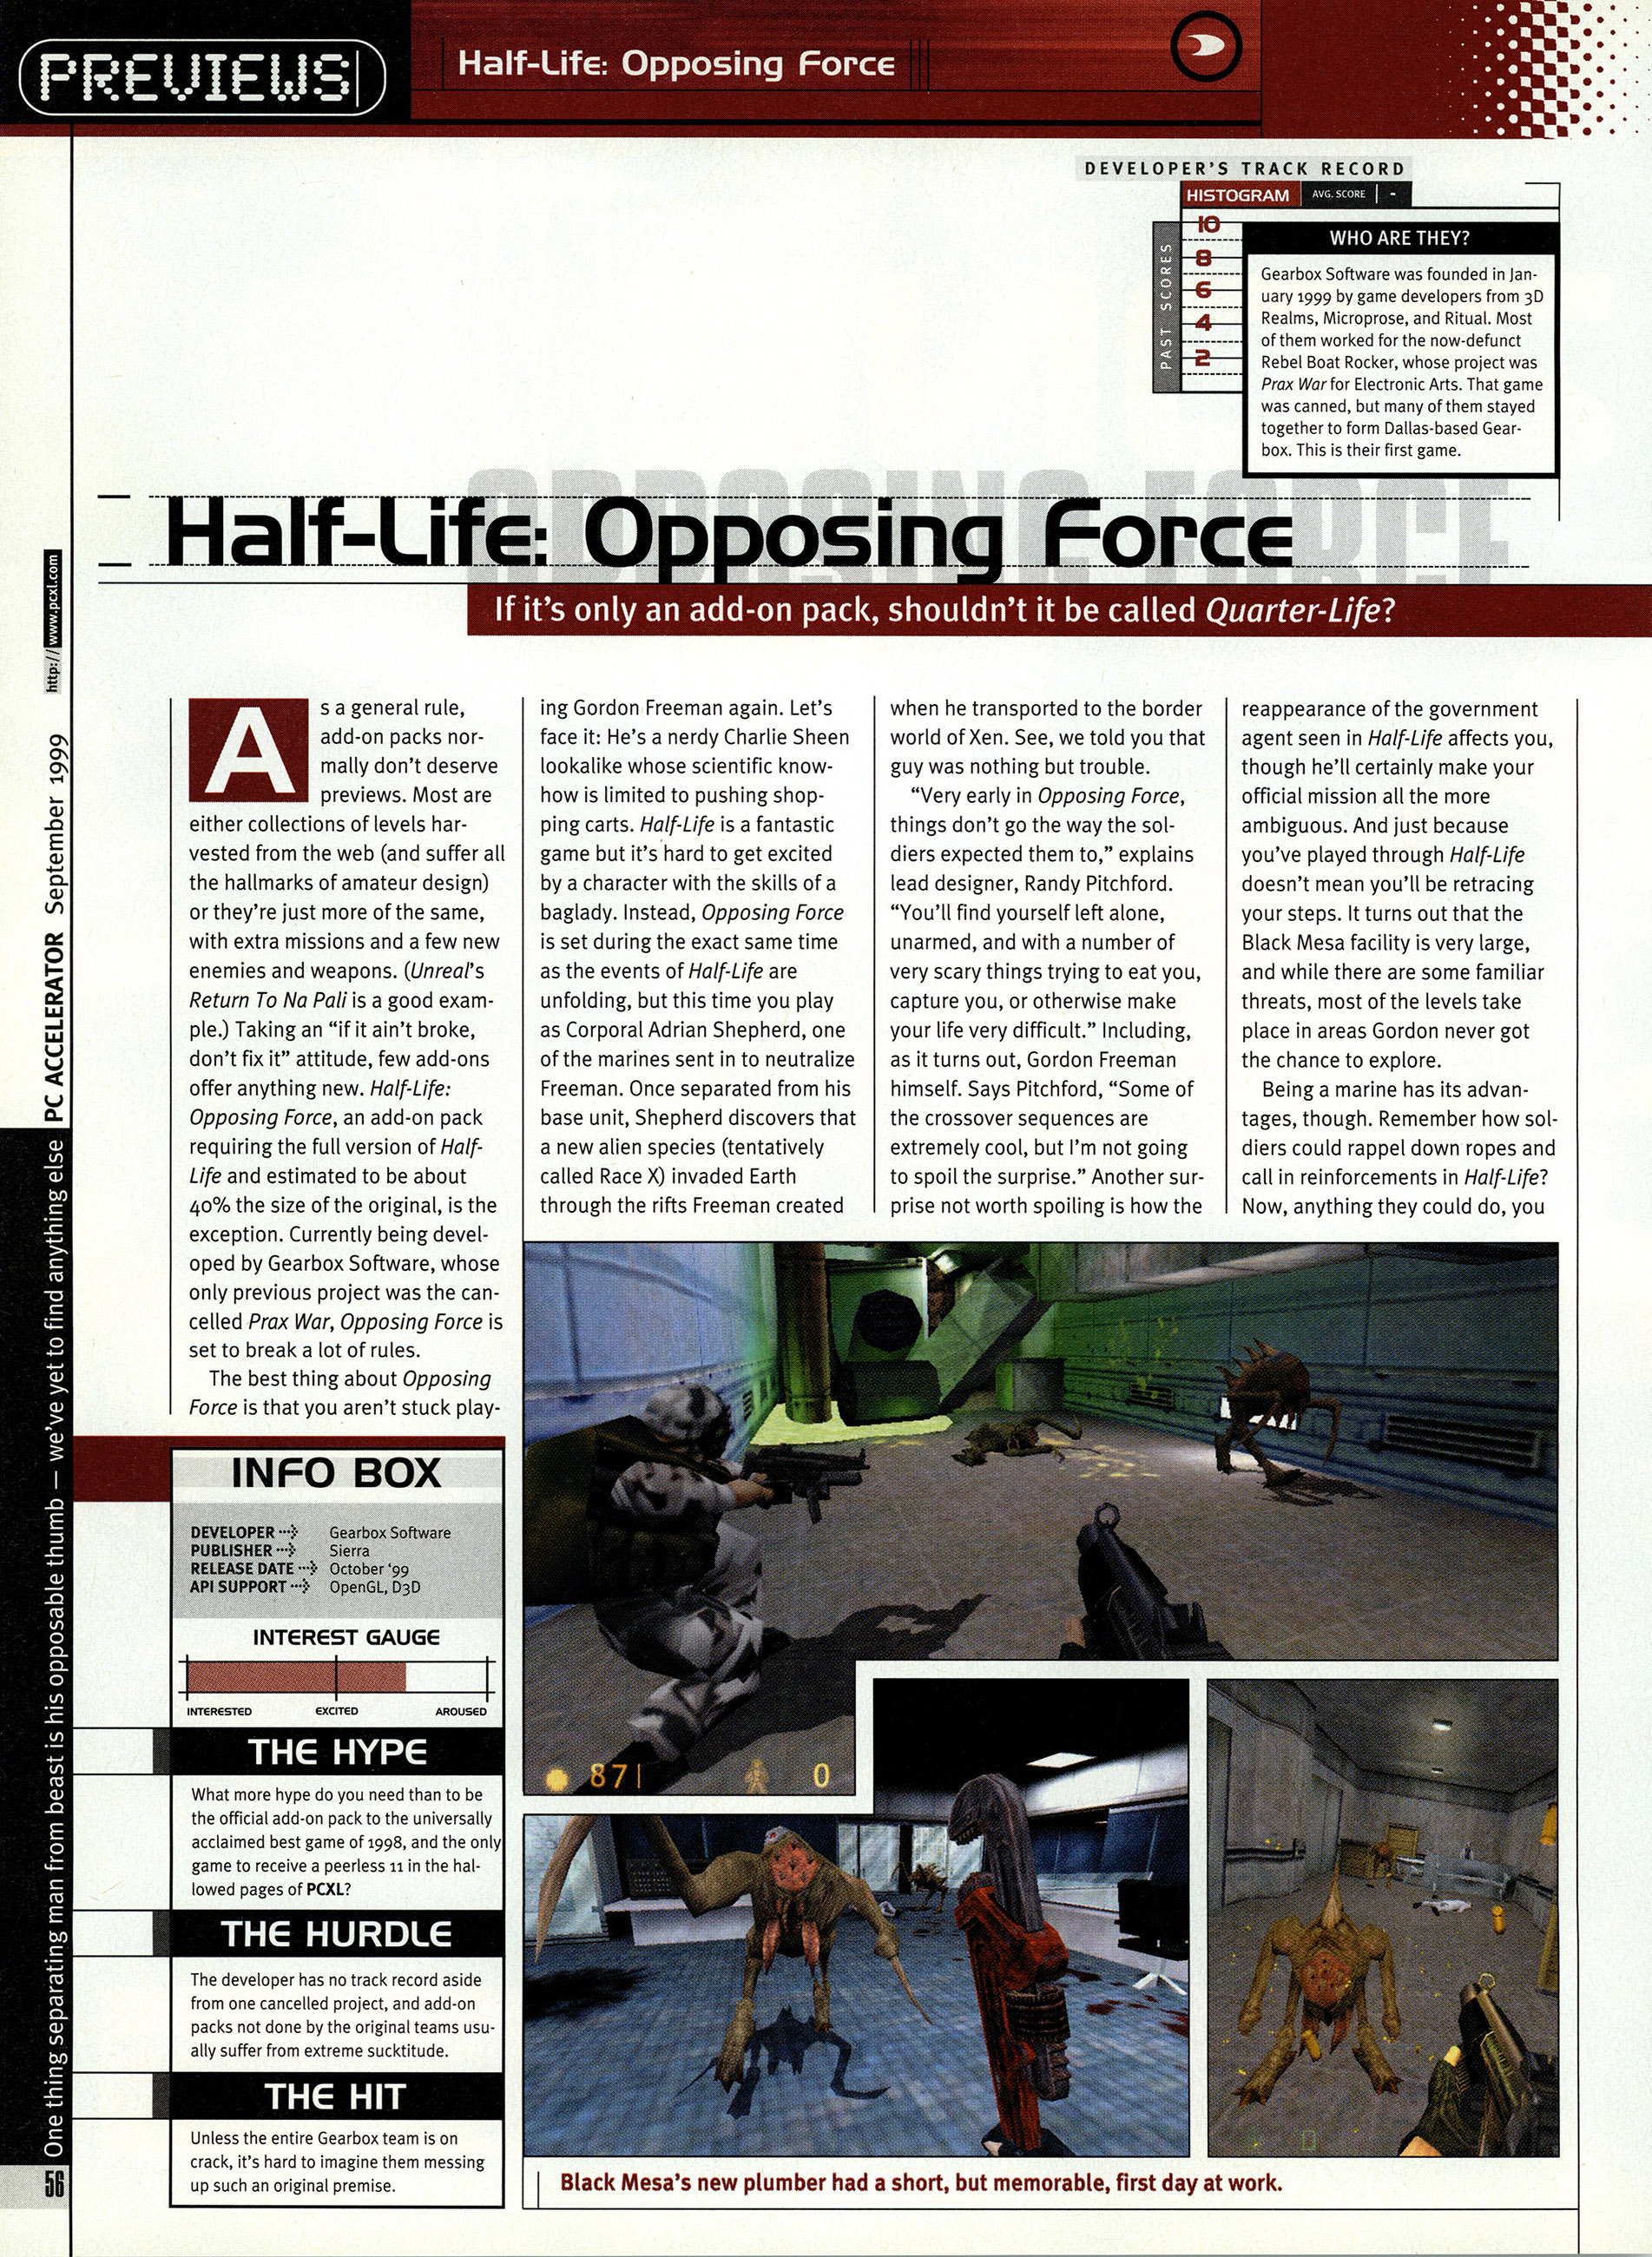 PREVIEWS
Half-Life: Opposing Force
DEVELOPER'S TRACK RECORD
HISTOGRAM AVG. SCORE -
PAST SCORES
10
8
6
4
2
WHO ARE THEY?
Gearbox Software was founded in Jan-
uary 1999 by game developers from 3D
Realms, Microprose, and Ritual. Most
of them worked for the now-defunct
Rebel Boat Rocker, whose project was
Prax War for Electronic Arts. That game
was canned, but many of them stayed
together to form Dallas-based Gear-
box. This is their first game.
OPPOSING FORCE
Half-Life: Opposing Force
If it's only an add-on pack, shouldn't it be called Quarter-Life?
As a general rule,
add-on packs nor-
mally don't deserve
previews. Most are
either collections of levels har-
vested from the web (and suffer all
the hallmarks of amateur design)
or they're just more of the same,
with extra missions and a few new
enemies and weapons. (Unreal's
Return To Na Pali is a good exam-
ple.) Taking an “if it ain't broke,
don't fix it” attitude, few add-ons
offer anything new. Half-Life:
Opposing Force, an add-on pack
requiring the full version of Half-
Life and estimated to be about
40% the size of the original, is the
exception. Currently being devel-
oped by Gearbox Software, whose
only previous project was the can-
celled Prax War, Opposing Force is
set to break a lot of rules.
The best thing about Opposing
Force is that you aren't stuck play-
ing Gordon Freeman again. Let's
face it: He's a nerdy Charlie Sheen
lookalike whose scientific know-
how is limited to pushing shop-
ping carts. Half-Life is a fantastic
game but it's hard to get excited
by a character with the skills of a
baglady. Instead, Opposing Force
is set during the exact same time
as the events of Half-Life are
unfolding, but this time you play
as Corporal Adrian Shepherd, one
of the marines sent in to neutralize
Freeman. Once separated from his
base unit, Shepherd discovers that
a new alien species (tentatively
called Race X) invaded Earth
through the rifts Freeman created
when he transported to the border
world of Xen. See, we told you that
guy was nothing but trouble.
“Very early in Opposing Force,
things don't go the way the sol-
diers expected them to,” explains
lead designer, Randy Pitchford.
“You'll find yourself left alone,
unarmed, and with a number of
very scary things trying to eat you,
capture you, or otherwise make
your life very difficult.” Including,
as it turns out, Gordon Freeman
himself. Says Pitchford, “Some of
the crossover sequences are
extremely cool, but I'm not going
to spoil the surprise.” Another sur-
prise not worth spoiling is how the
reappearance of the government
agent seen in Half-Life affects you,
though he'll certainly make your
official mission all the more
ambiguous. And just because
you've played through Half-Life
doesn't mean you'll be retracing
your steps. It turns out that the
Black Mesa facility is very large,
and while there are some familiar
threats, most of the levels take
place in areas Gordon never got
the chance to explore.
Being a marine has its advan-
tages, though. Remember how sol-
diers could rappel down ropes and
call in reinforcements in Half-Life?
Now, anything they could do, you
INFO BOX
DEVELOPER Gearbox Software
PUBLISHER Sierra
RELEASE DATE October '99
API SUPPORT OpenGL, D3D
INTEREST GAUGE
INTERESTED EXCITED AROUSED
THE HYPE
What more hype do you need than to be
the official add-on pack to the universally
acclaimed best game of 1998, and the only
game to receive a peerless 11 in the hal-
lowed pages of PCXL?
THE HURDLE
The developer has no track record aside
from one cancelled project, and add-on
packs not done by the original teams usu-
ally suffer from extreme sucktitude.
THE HIT
Unless the entire Gearbox team is on
crack, it's hard to imagine them messing
up such an original premise.
87|
0
Black Mesa's new plumber had a short, but memorable, first day at work.
http://www.pcxl.com
PC ACCELERATOR September 1999
One thing separating man from beast is his opposable thumb — we've yet to find anything else
56